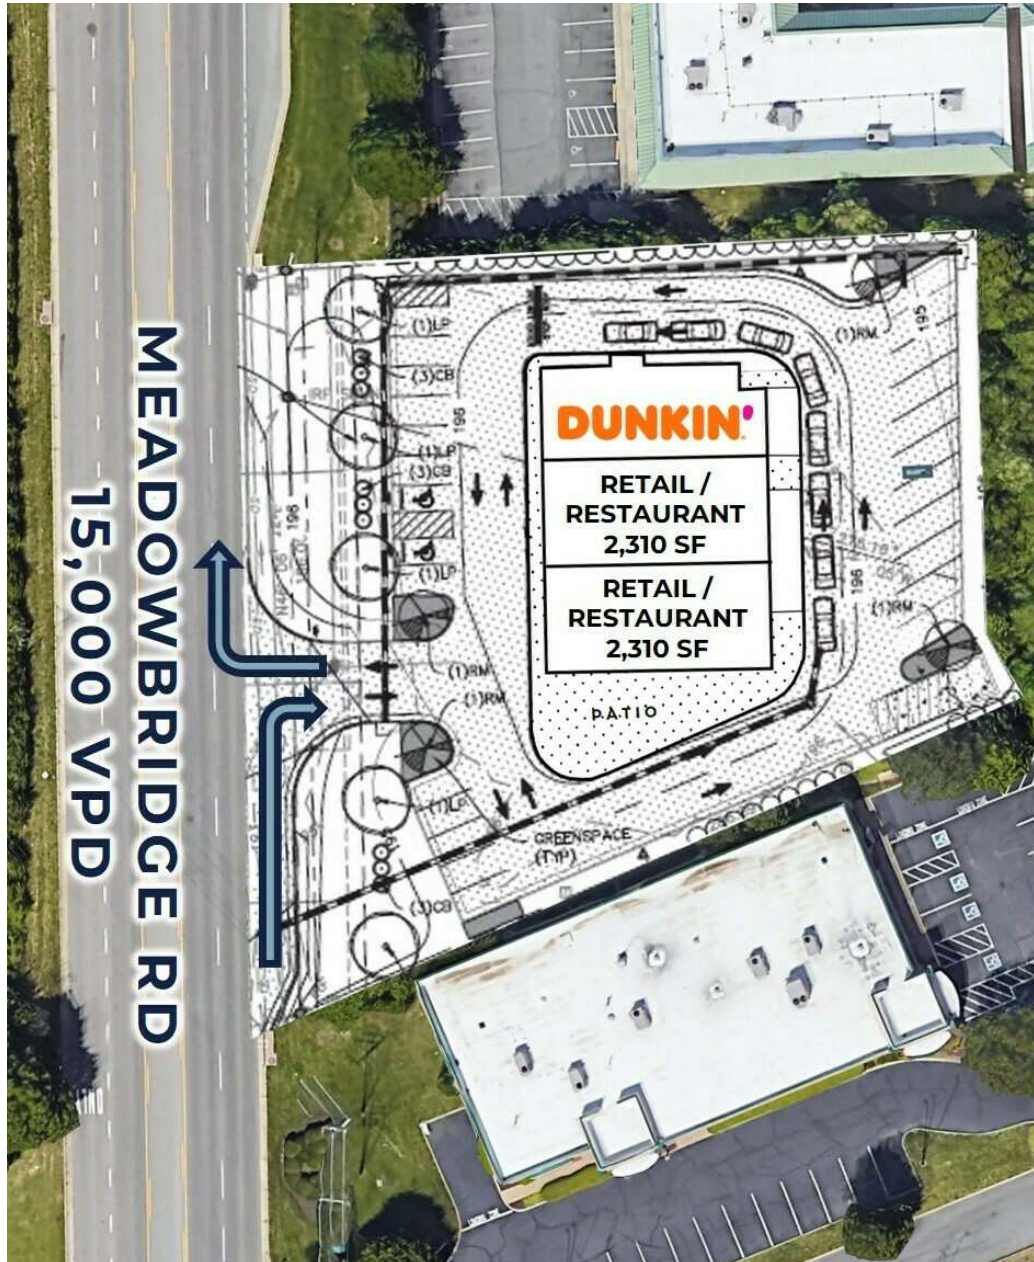 MEADOWBRIDGE RD
15,000 VPD
DUNKIN'
RETAIL /
RESTAURANT
2,310 SF
RETAIL /
RESTAURANT
2,310 SF
PATIO
GREENSPACE
(TYP)
(1)LP
(3)CB
(1)LP
(3)CB
(1)LP
(1)RM
(1)RM
(1)LP
(3)CB
(1)RM
(1)RM
195
196
196
196